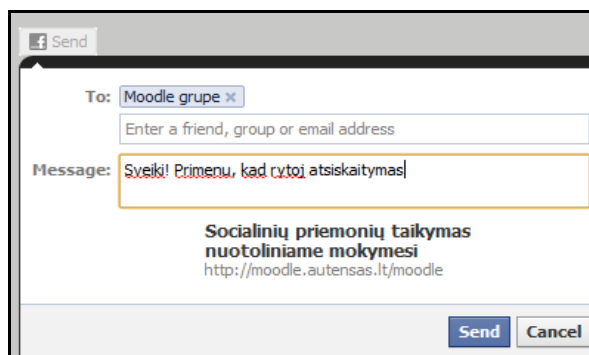 Send
To: Moodle grupe ×
Enter a friend, group or email address
Message: Sveiki! Primenu, kad rytoj atsiskaitymas
Socialinių priemonių taikymas
nuotoliniame mokymesi
http://moodle.autensas.lt/moodle
Send Cancel